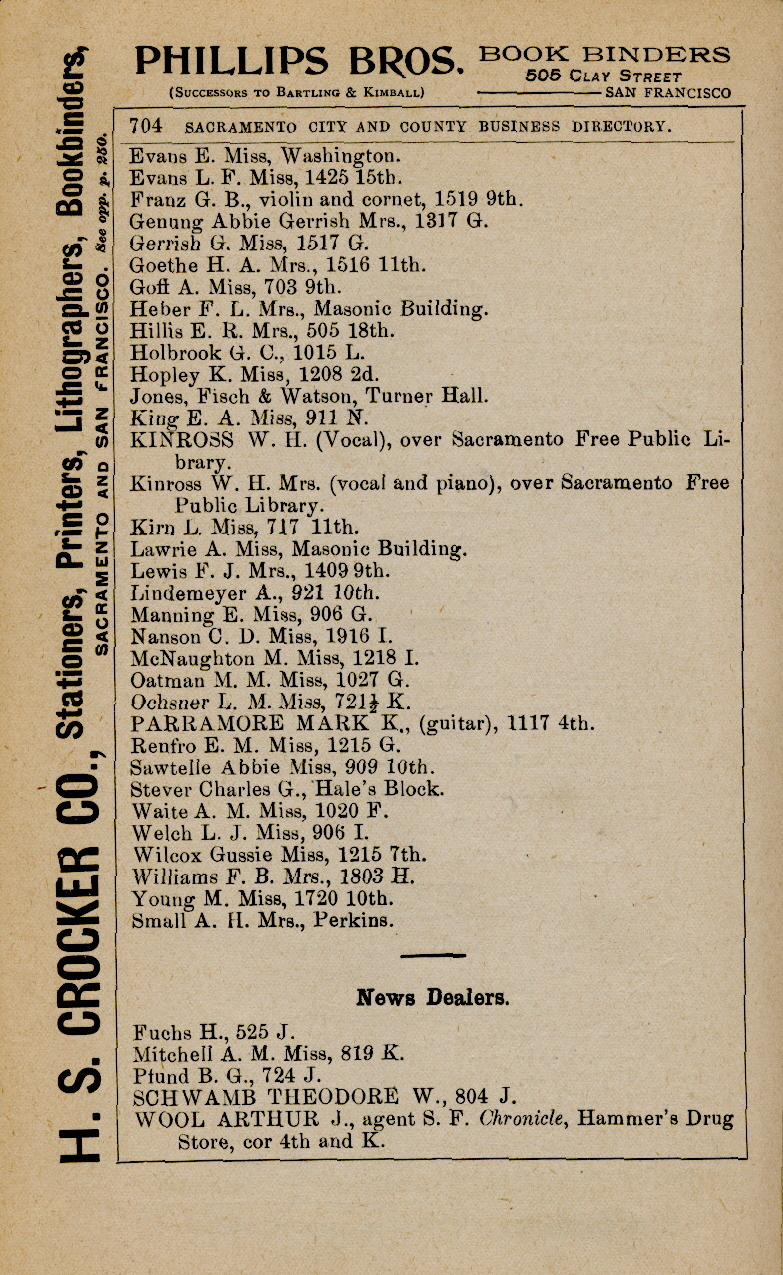 PHILLIPS BROS. BOOK BINDERS
505 CLAY STREET
(SUCCESSORS TO BARTLING & KIMBALL) SAN FRANCISCO
H. S. CROCKER CO., Stationers, Printers, Lithographers, Bookbinders,
SACRAMENTO AND SAN FRANCISCO. See opp. p. 250.
704 SACRAMENTO CITY AND COUNTY BUSINESS DIRECTORY.
Evans E. Miss, Washington.
Evans L. F. Miss, 1425 15th.
Franz G. B., violin and cornet, 1519 9th.
Genung Abbie Gerrish Mrs., 1317 G.
Gerrish G. Miss, 1517 G.
Goethe H. A. Mrs., 1516 11th.
Goff A. Miss, 703 9th.
Heber F. L. Mrs., Masonic Building.
Hillis E. R. Mrs., 505 18th.
Holbrook G. C., 1015 L.
Hopley K. Miss, 1208 2d.
Jones, Fisch & Watson, Turner Hall.
King E. A. Miss, 911 N.
KINROSS W. H. (Vocal), over Sacramento Free Public Li-
brary.
Kinross W. H. Mrs. (vocal and piano), over Sacramento Free
Public Library.
Kirn L. Miss, 717 11th.
Lawrie A. Miss, Masonic Building.
Lewis F. J. Mrs., 1409 9th.
Lindemeyer A., 921 10th.
Manning E. Miss, 906 G.
Nanson C. D. Miss, 1916 I.
McNaughton M. Miss, 1218 I.
Oatman M. M. Miss, 1027 G.
Ochsner L. M. Miss, 721½ K.
PARRAMORE MARK K., (guitar), 1117 4th.
Renfro E. M. Miss, 1215 G.
Sawtelle Abbie Miss, 909 10th.
Stever Charles G., Hale's Block.
Waite A. M. Miss, 1020 F.
Welch L. J. Miss, 906 I.
Wilcox Gussie Miss, 1215 7th.
Williams F. B. Mrs., 1803 H.
Young M. Miss, 1720 10th.
Small A. H. Mrs., Perkins.
News Dealers.
Fuchs H., 525 J.
Mitchell A. M. Miss, 819 K.
Pfund B. G., 724 J.
SCHWAMB THEODORE W., 804 J.
WOOL ARTHUR J., agent S. F. Chronicle, Hammer's Drug
Store, cor 4th and K.